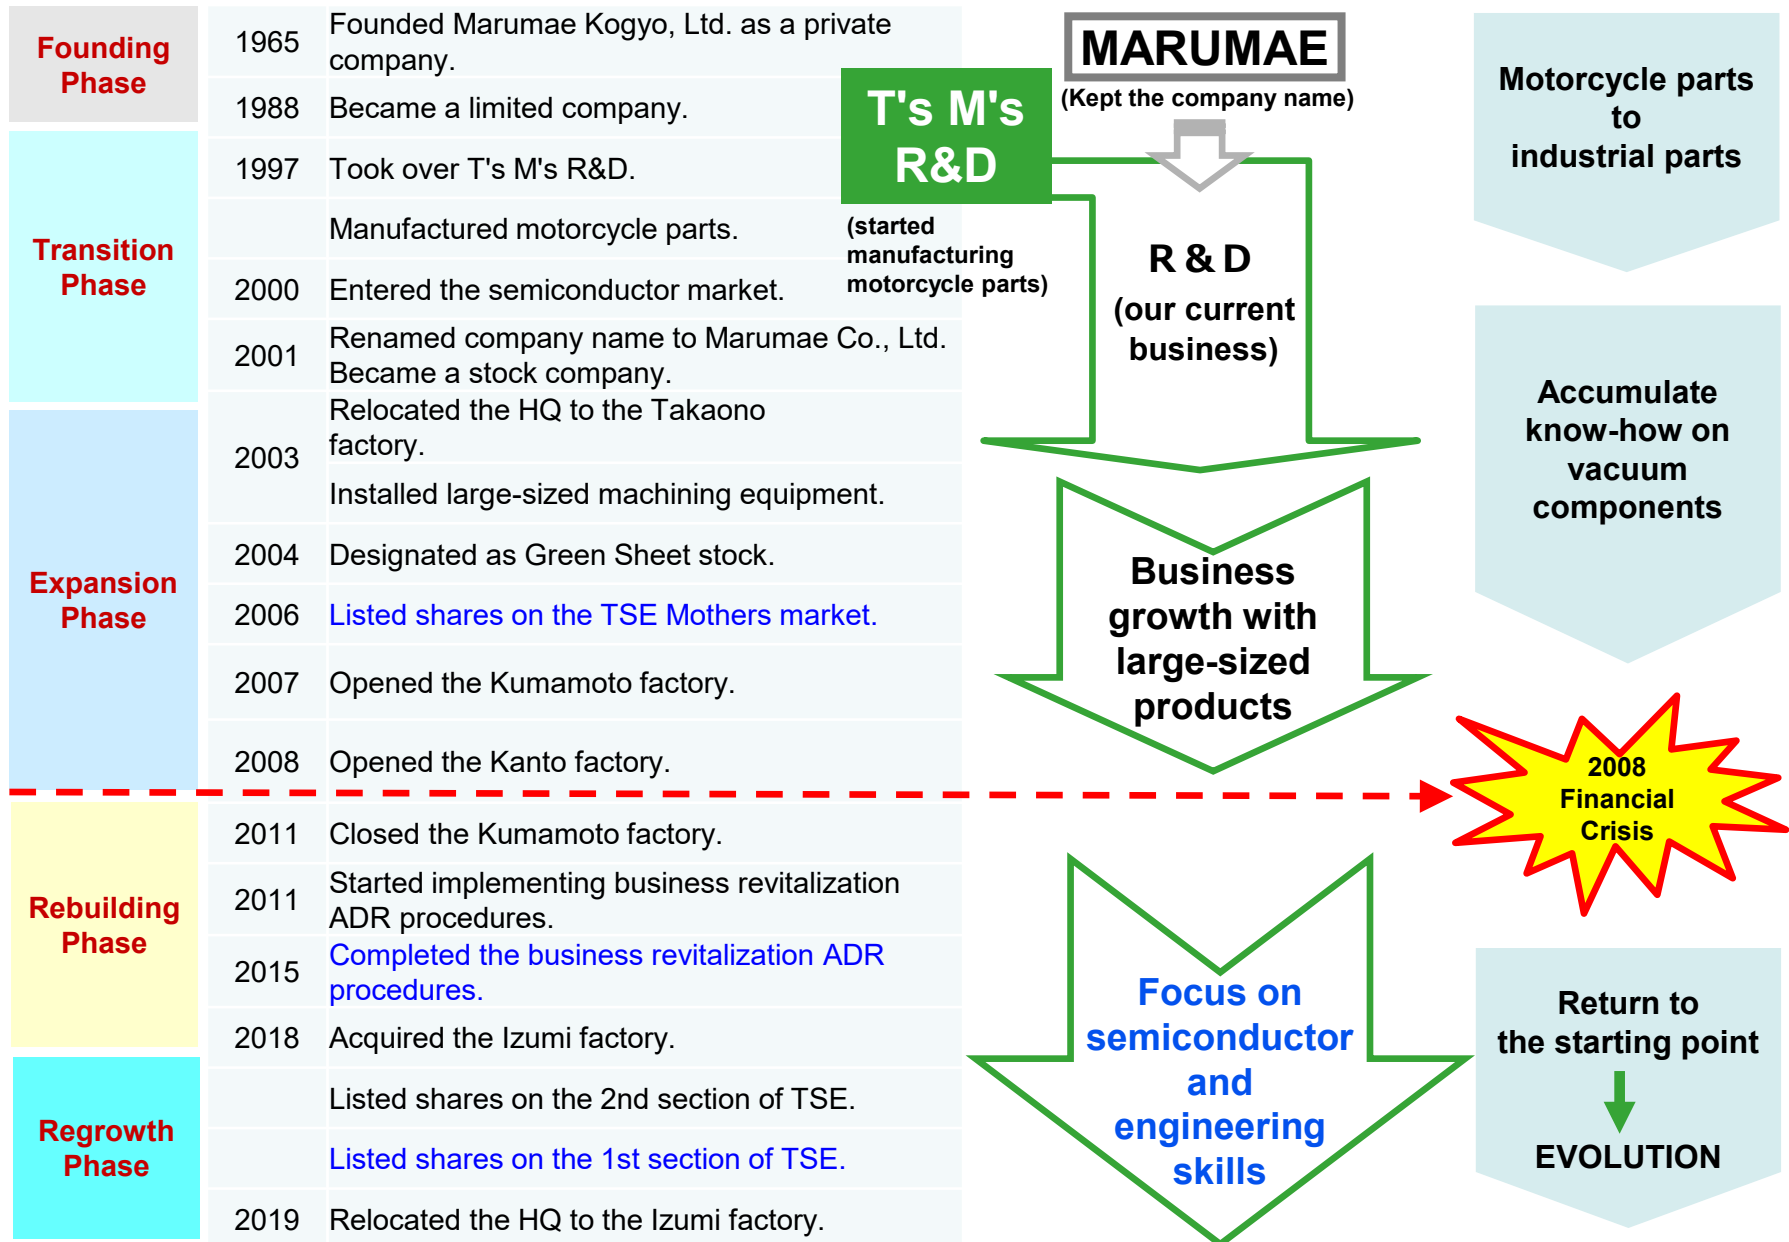 Founding
Phase
1965
Founded Marumae Kogyo, Ltd. as a private
company.
1988
Became a limited company.
Transition
Phase
1997
Took over T's M's R&D.
Manufactured motorcycle parts.
2000
Entered the semiconductor market.
2001
Renamed company name to Marumae Co., Ltd.
Became a stock company.
Expansion
Phase
2003
Relocated the HQ to the Takaono
factory.
Installed large-sized machining equipment.
2004
Designated as Green Sheet stock.
2006
Listed shares on the TSE Mothers market.
2007
Opened the Kumamoto factory.
2008
Opened the Kanto factory.
Rebuilding
Phase
2011
Closed the Kumamoto factory.
2011
Started implementing business revitalization
ADR procedures.
2015
Completed the business revitalization ADR
procedures.
2018
Acquired the Izumi factory.
Regrowth
Phase
Listed shares on the 2nd section of TSE.
Listed shares on the 1st section of TSE.
2019
Relocated the HQ to the Izumi factory.
MARUMAE
(Kept the company name)
T's M's
R&D
(started
manufacturing
motorcycle parts)
R & D
(our current
business)
Business
growth with
large-sized
products
Focus on
semiconductor
and
engineering
skills
Motorcycle parts
to
industrial parts
Accumulate
know-how on
vacuum
components
2008
Financial
Crisis
Return to
the starting point
EVOLUTION